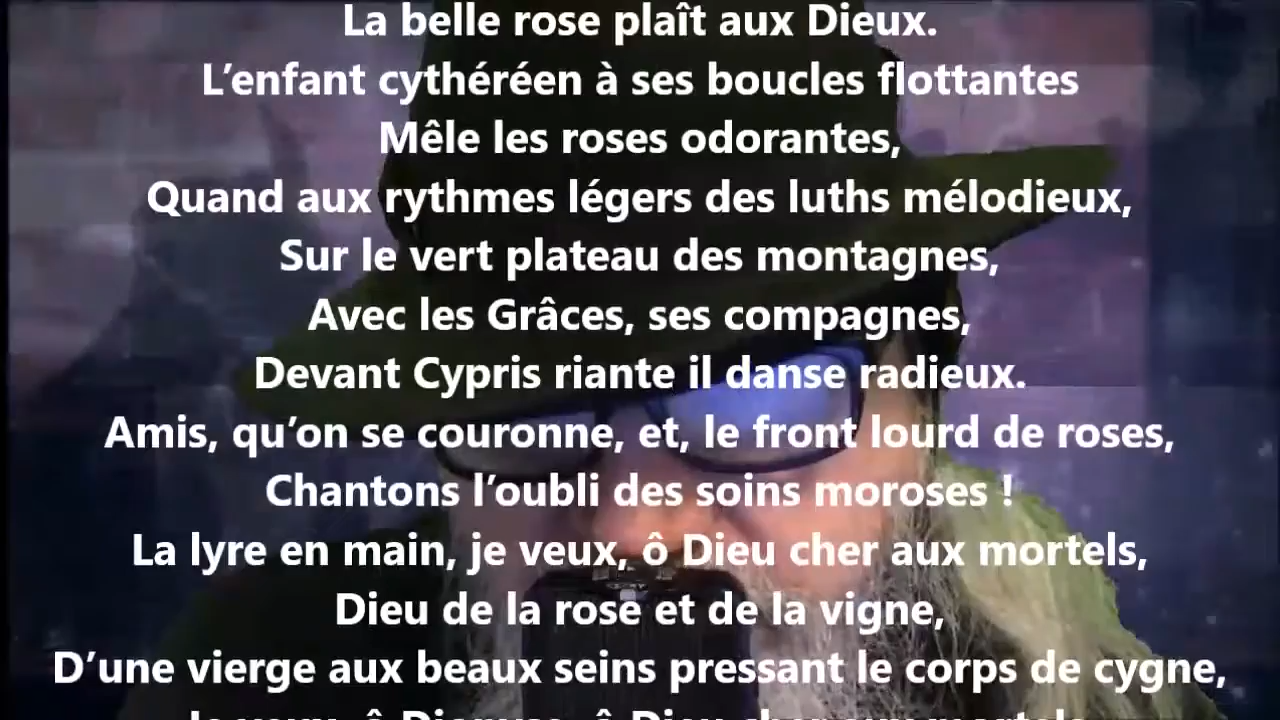 La belle rose plaît aux Dieux.
L’enfant cythéréen à ses boucles flottantes
Mêle les roses odorantes,
Quand aux rythmes légers des luths mélodieux,
Sur le vert plateau des montagnes,
Avec les Grâces, ses compagnes,
Devant Cypris riante il danse radieux.
Amis, qu’on se couronne, et, le front lourd de roses,
Chantons l’oubli des soins moroses !
La lyre en main, je veux, ô Dieu cher aux mortels,
Dieu de la rose et de la vigne,
D’une vierge aux beaux seins pressant le corps de cygne,